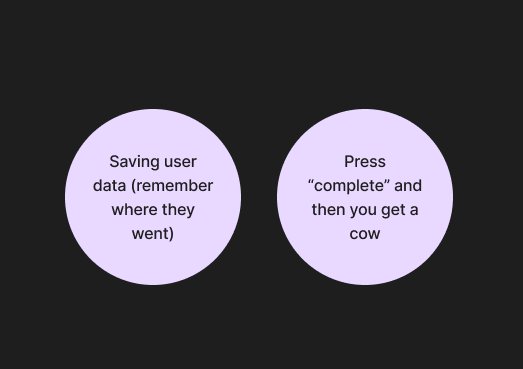 Saving user
data (remember
where they
went)
Press
“complete” and
then you get a
cow